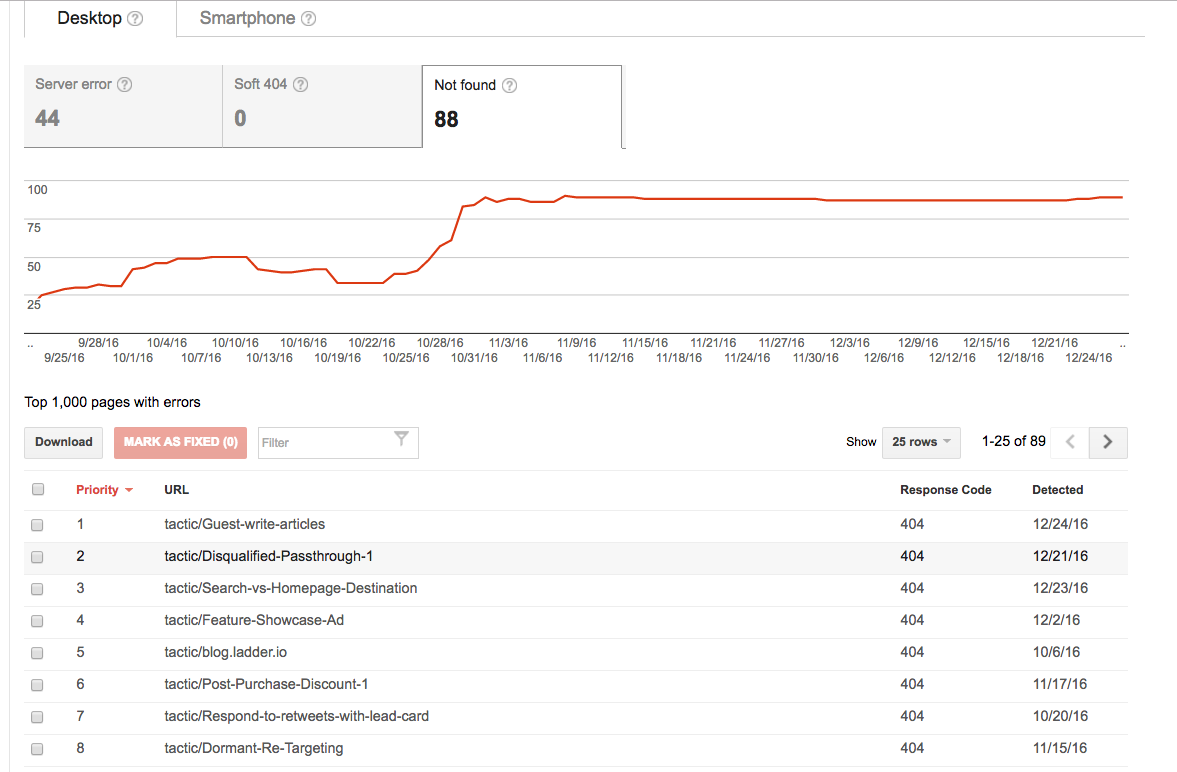 Desktop ? Smartphone ?
Server error ? Soft 404 ? Not found ?
44 0 88
100
75
50
25
.. 9/28/16 10/4/16 10/10/16 10/16/16 10/22/16 10/28/16 11/3/16 11/9/16 11/15/16 11/21/16 11/27/16 12/3/16 12/9/16 12/15/16 12/21/16 ..
9/25/16 10/1/16 10/7/16 10/13/16 10/19/16 10/25/16 10/31/16 11/6/16 11/12/16 11/18/16 11/24/16 11/30/16 12/6/16 12/12/16 12/18/16 12/24/16
Top 1,000 pages with errors
Download MARK AS FIXED (0) Filter Show 25 rows 1-25 of 89
Priority URL Response Code Detected
1 tactic/Guest-write-articles 404 12/24/16
2 tactic/Disqualified-Passthrough-1 404 12/21/16
3 tactic/Search-vs-Homepage-Destination 404 12/23/16
4 tactic/Feature-Showcase-Ad 404 12/2/16
5 tactic/blog.ladder.io 404 10/6/16
6 tactic/Post-Purchase-Discount-1 404 11/17/16
7 tactic/Respond-to-retweets-with-lead-card 404 10/20/16
8 tactic/Dormant-Re-Targeting 404 11/15/16